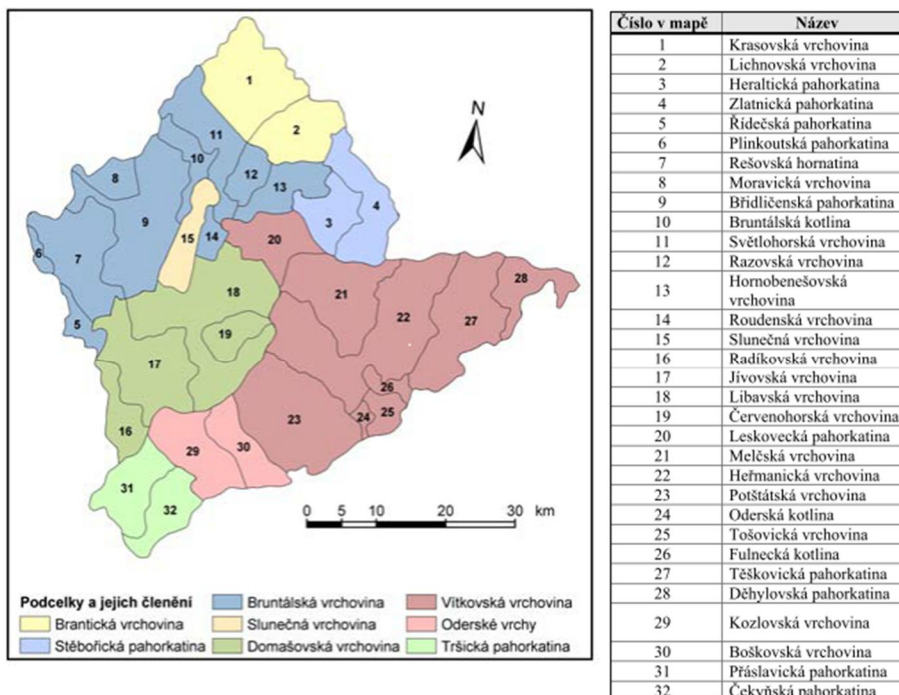 1
N
2
11
10
8
12
13
4
9
3
15
14
20
6
7
18
28
21
5
22
27
19
17
26
23
24
25
16
29
30
31
32
0 5 10 20 30 km
Podcelky a jejich členění
Brantická vrchovina
Stěbořická pahorkatina
Bruntálská vrchovina
Slunečná vrchovina
Domašovská vrchovina
Vítkovská vrchovina
Oderské vrchy
Tršická pahorkatina
Číslo v mapě Název
1 Krasovská vrchovina
2 Lichnovská vrchovina
3 Heraltická pahorkatina
4 Zlatnická pahorkatina
5 Řídečská pahorkatina
6 Plinkoutská pahorkatina
7 Rešovská hornatina
8 Moravická vrchovina
9 Břidličenská pahorkatina
10 Bruntálská kotlina
11 Světlohorská vrchovina
12 Razovská vrchovina
13 Hornobenešovská
vrchovina
14 Roudenská vrchovina
15 Slunečná vrchovina
16 Radíkovská vrchovina
17 Jívovská vrchovina
18 Libavská vrchovina
19 Červenohorská vrchovina
20 Leskovecká pahorkatina
21 Melčská vrchovina
22 Heřmanická vrchovina
23 Potštátská vrchovina
24 Oderská kotlina
25 Tošovická vrchovina
26 Fulnecká kotlina
27 Těškovická pahorkatina
28 Děhylovská pahorkatina
29 Kozlovská vrchovina
30 Boškovská vrchovina
31 Přáslavická pahorkatina
32 Čekyňská pahorkatina